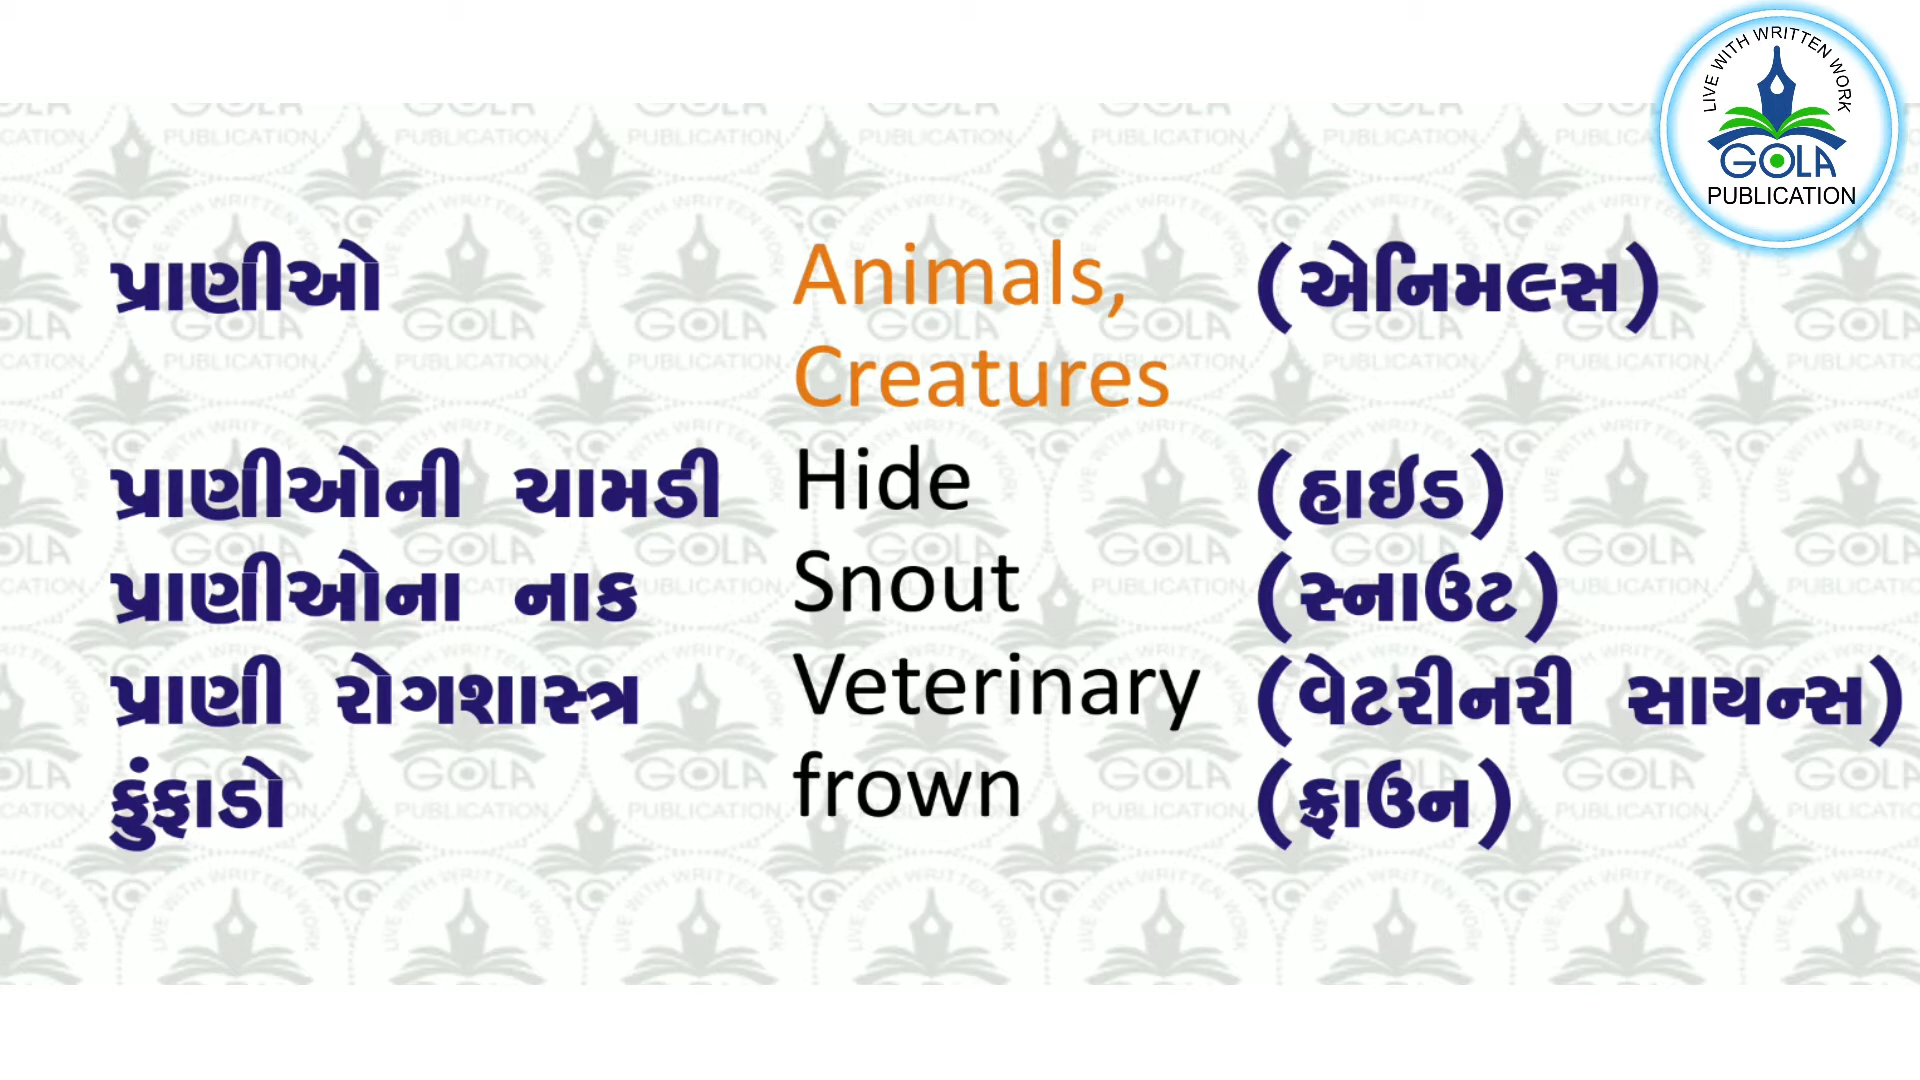 LIVE WITH WRITTEN WORK
GOLA
PUBLICATION
પ્રાણીઓ Animals, (એનિમલ્સ)
Creatures
પ્રાણીઓની ચામડી Hide (હાઈડ)
પ્રાણીઓના નાક Snout (સ્નાઉટ)
પ્રાણી રોગશાસ્ત્ર Veterinary (વેટરીનરી સાયન્સ)
ફુંફાડો frown (ફ્રાઉન)